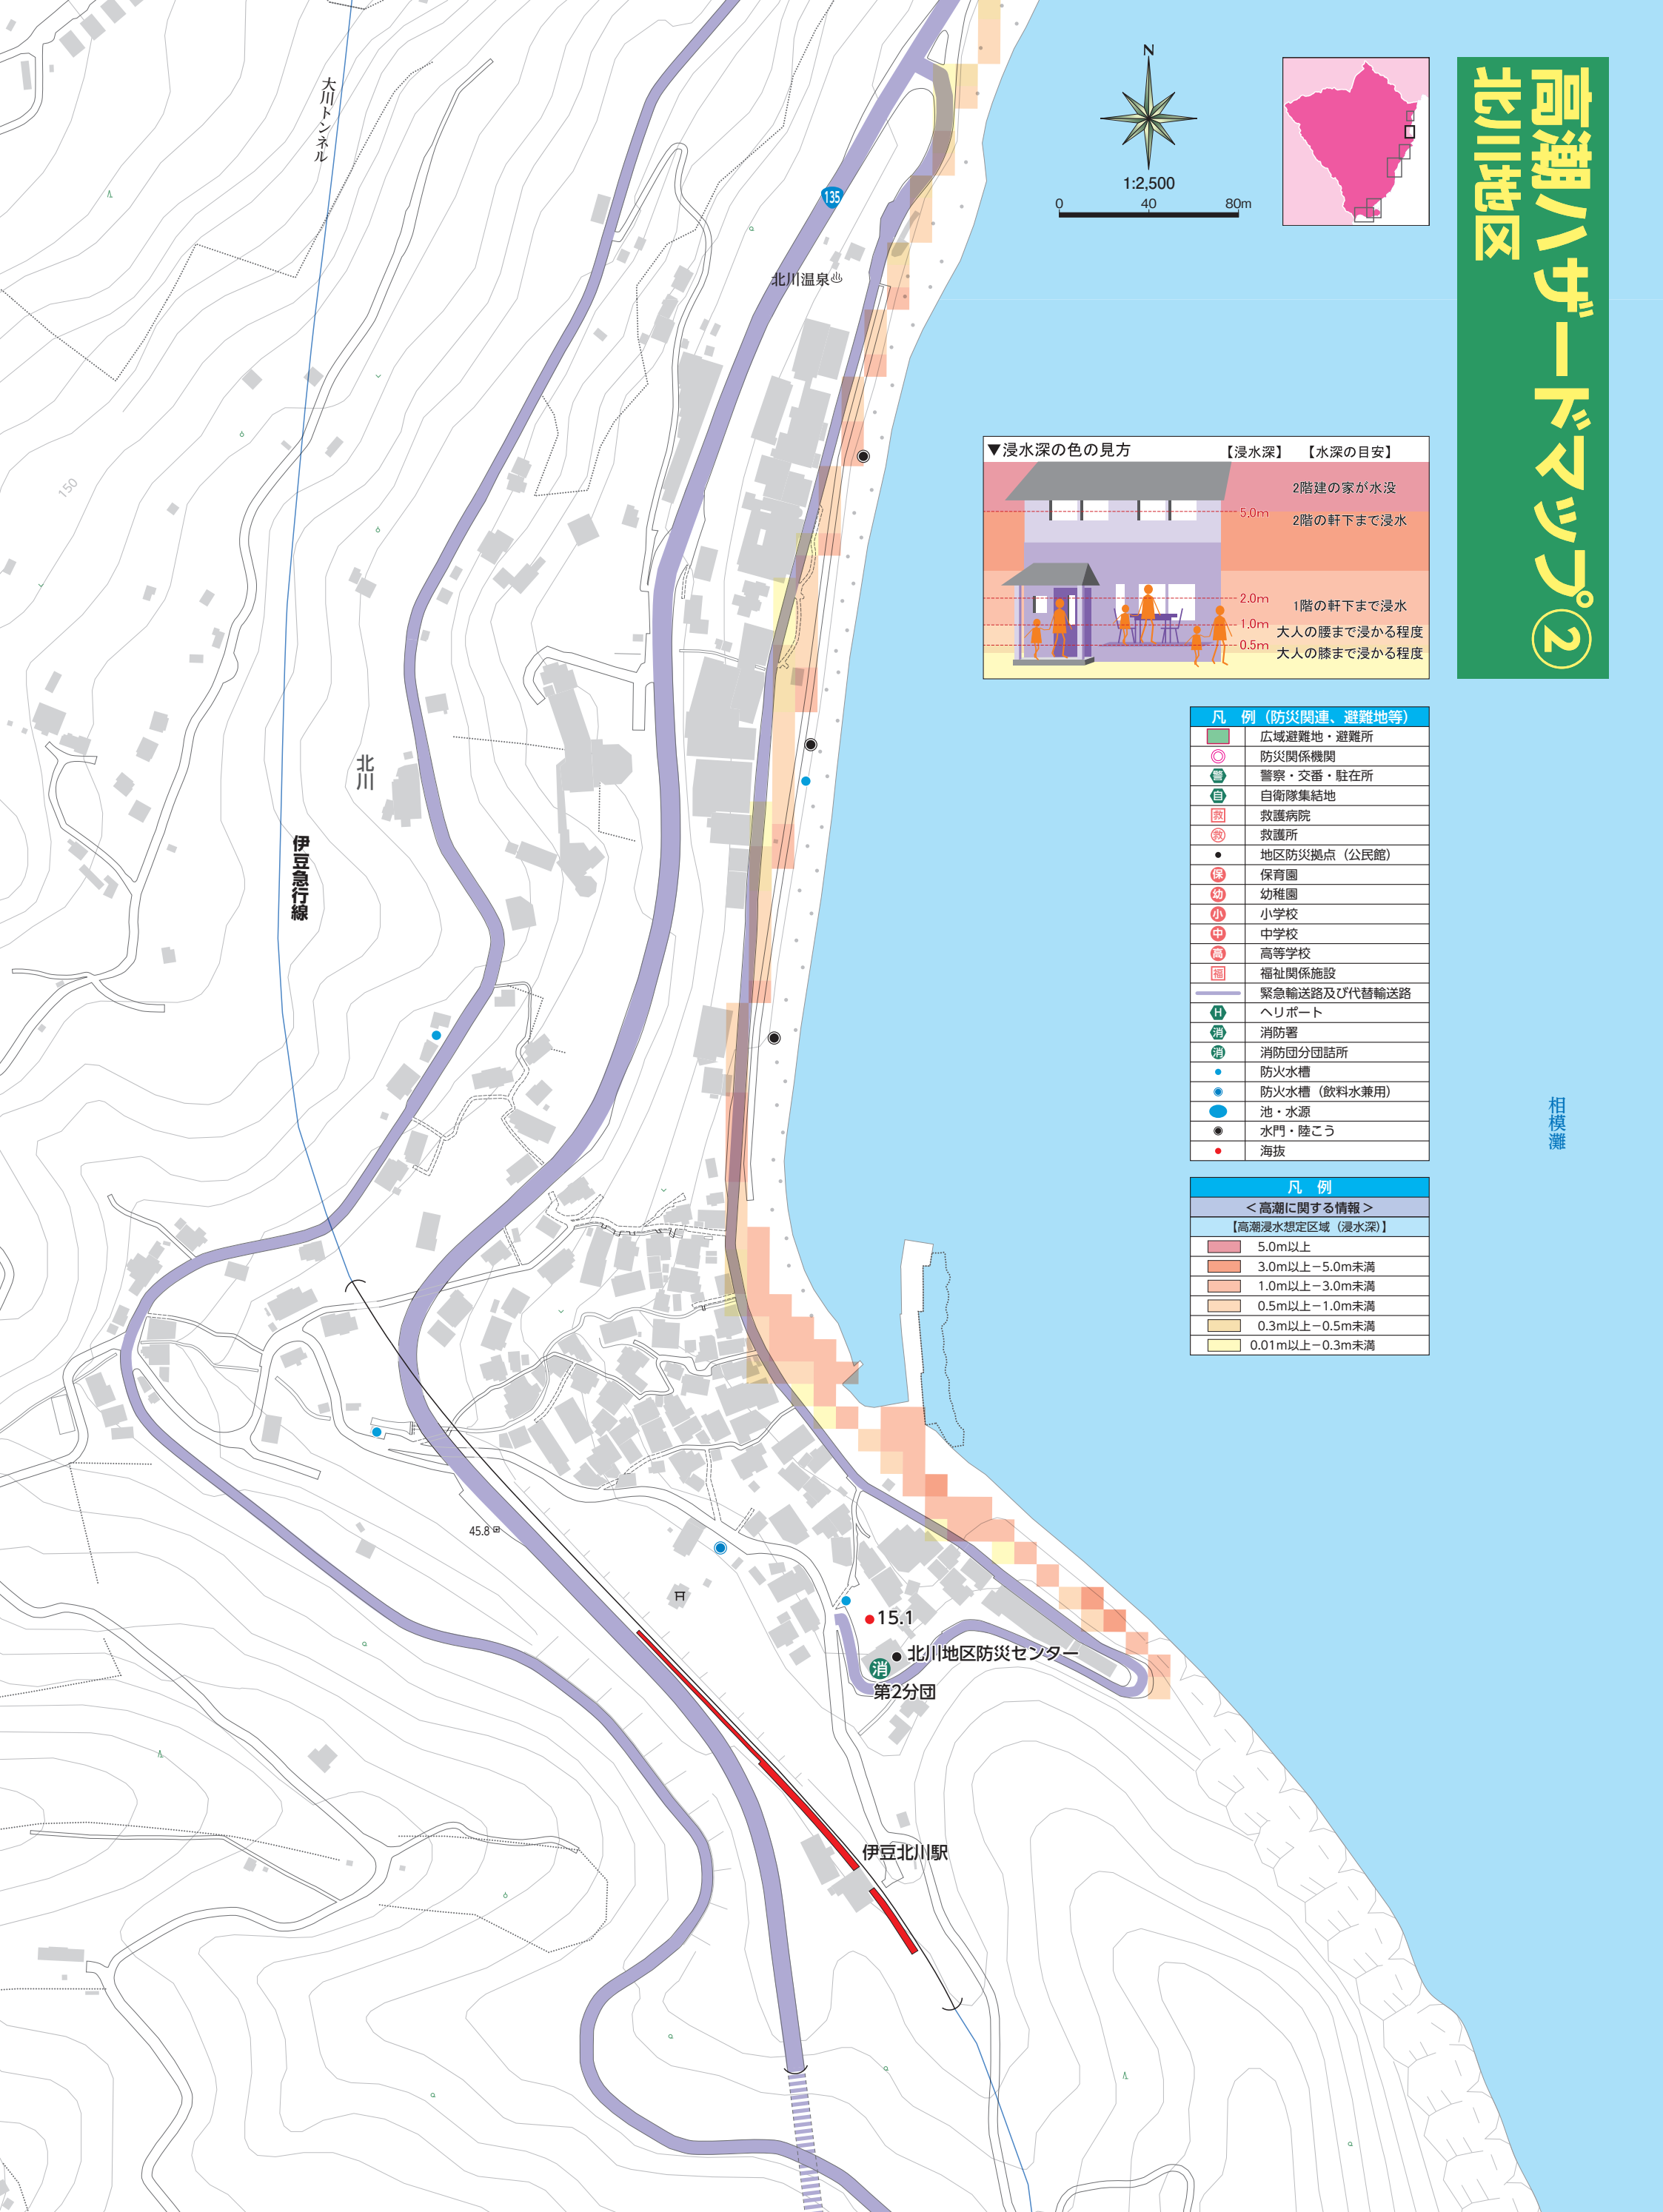 高潮ハザードマップ②
北川地区
N
1:2,500
0 40 80m
▼浸水深の色の見方 【浸水深】 【水深の目安】
2階建の家が水没
5.0m
2階の軒下まで浸水
2.0m
1階の軒下まで浸水
1.0m
大人の腰まで浸かる程度
0.5m
大人の膝まで浸かる程度
凡 例(防災関連、避難地等)
広域避難地・避難所
防災関係機関
警 警察・交番・駐在所
自 自衛隊集結地
救 救護病院
救 救護所
地区防災拠点(公民館)
保 保育園
幼 幼稚園
小 小学校
中 中学校
高 高等学校
福 福祉関係施設
緊急輸送路及び代替輸送路
H ヘリポート
消 消防署
消 消防団分団詰所
防火水槽
防火水槽(飲料水兼用)
池・水源
水門・陸こう
海抜
凡 例
<高潮に関する情報>
【高潮浸水想定区域(浸水深)】
5.0m以上
3.0m以上−5.0m未満
1.0m以上−3.0m未満
0.5m以上−1.0m未満
0.3m以上−0.5m未満
0.01m以上−0.3m未満
相模灘
大川トンネル
135
北川温泉
150
北川
伊豆急行線
45.8
15.1
北川地区防災センター
消
第2分団
伊豆北川駅